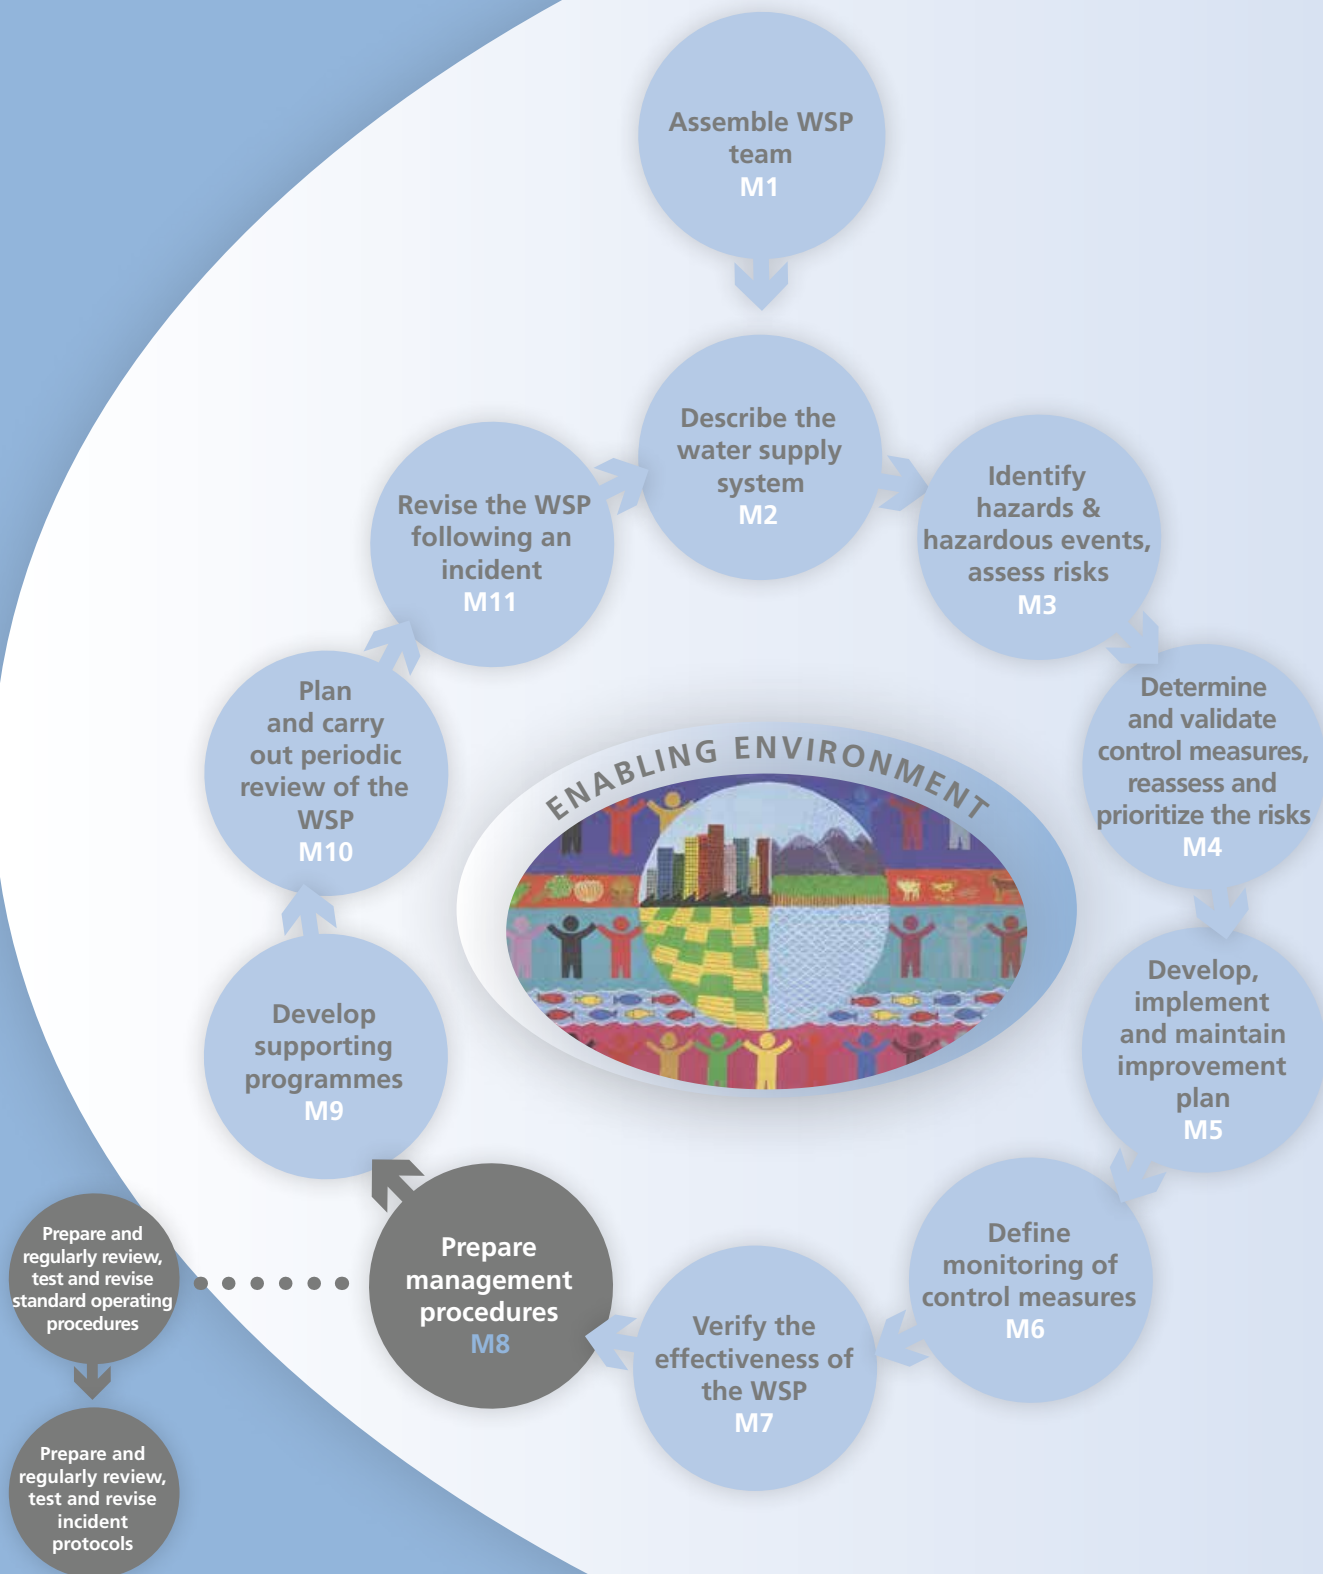 Assemble WSP
team
M1
Describe the
water supply
system
M2
Identify
hazards &
hazardous events,
assess risks
M3
Determine
and validate
control measures,
reassess and
prioritize the risks
M4
Develop,
implement
and maintain
improvement
plan
M5
Define
monitoring of
control measures
M6
Verify the
effectiveness of
the WSP
M7
Prepare
management
procedures
M8
Prepare and
regularly review,
test and revise
standard operating
procedures
Prepare and
regularly review,
test and revise
incident
protocols
Develop
supporting
programmes
M9
Plan
and carry
out periodic
review of the
WSP
M10
Revise the WSP
following an
incident
M11
ENABLING ENVIRONMENT